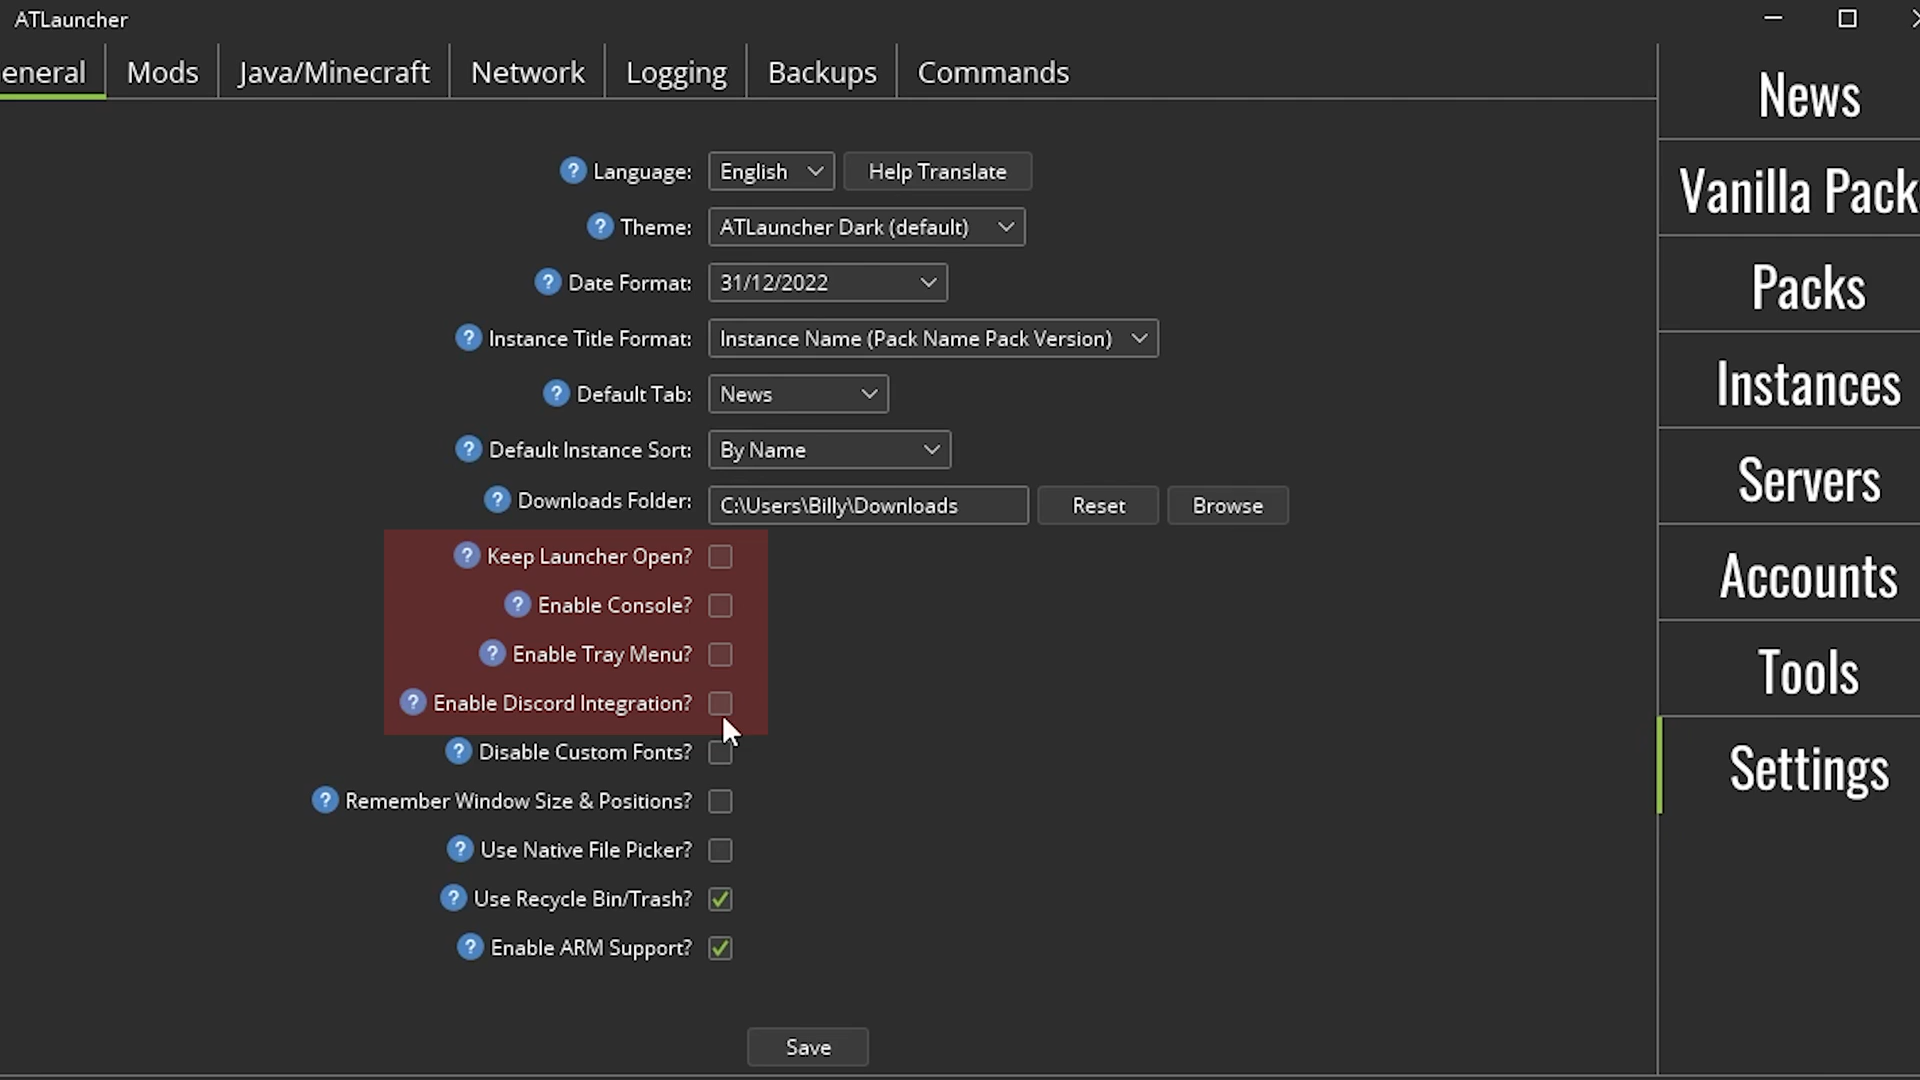 ATLauncher
eneral Mods Java/Minecraft Network Logging Backups Commands
Language: English Help Translate
Theme: ATLauncher Dark (default)
Date Format: 31/12/2022
Instance Title Format: Instance Name (Pack Name Pack Version)
Default Tab: News
Default Instance Sort: By Name
Downloads Folder: C:\Users\Billy\Downloads Reset Browse
Keep Launcher Open?
Enable Console?
Enable Tray Menu?
Enable Discord Integration?
Disable Custom Fonts?
Remember Window Size & Positions?
Use Native File Picker?
Use Recycle Bin/Trash?
Enable ARM Support?
Save
News
Vanilla Pack
Packs
Instances
Servers
Accounts
Tools
Settings